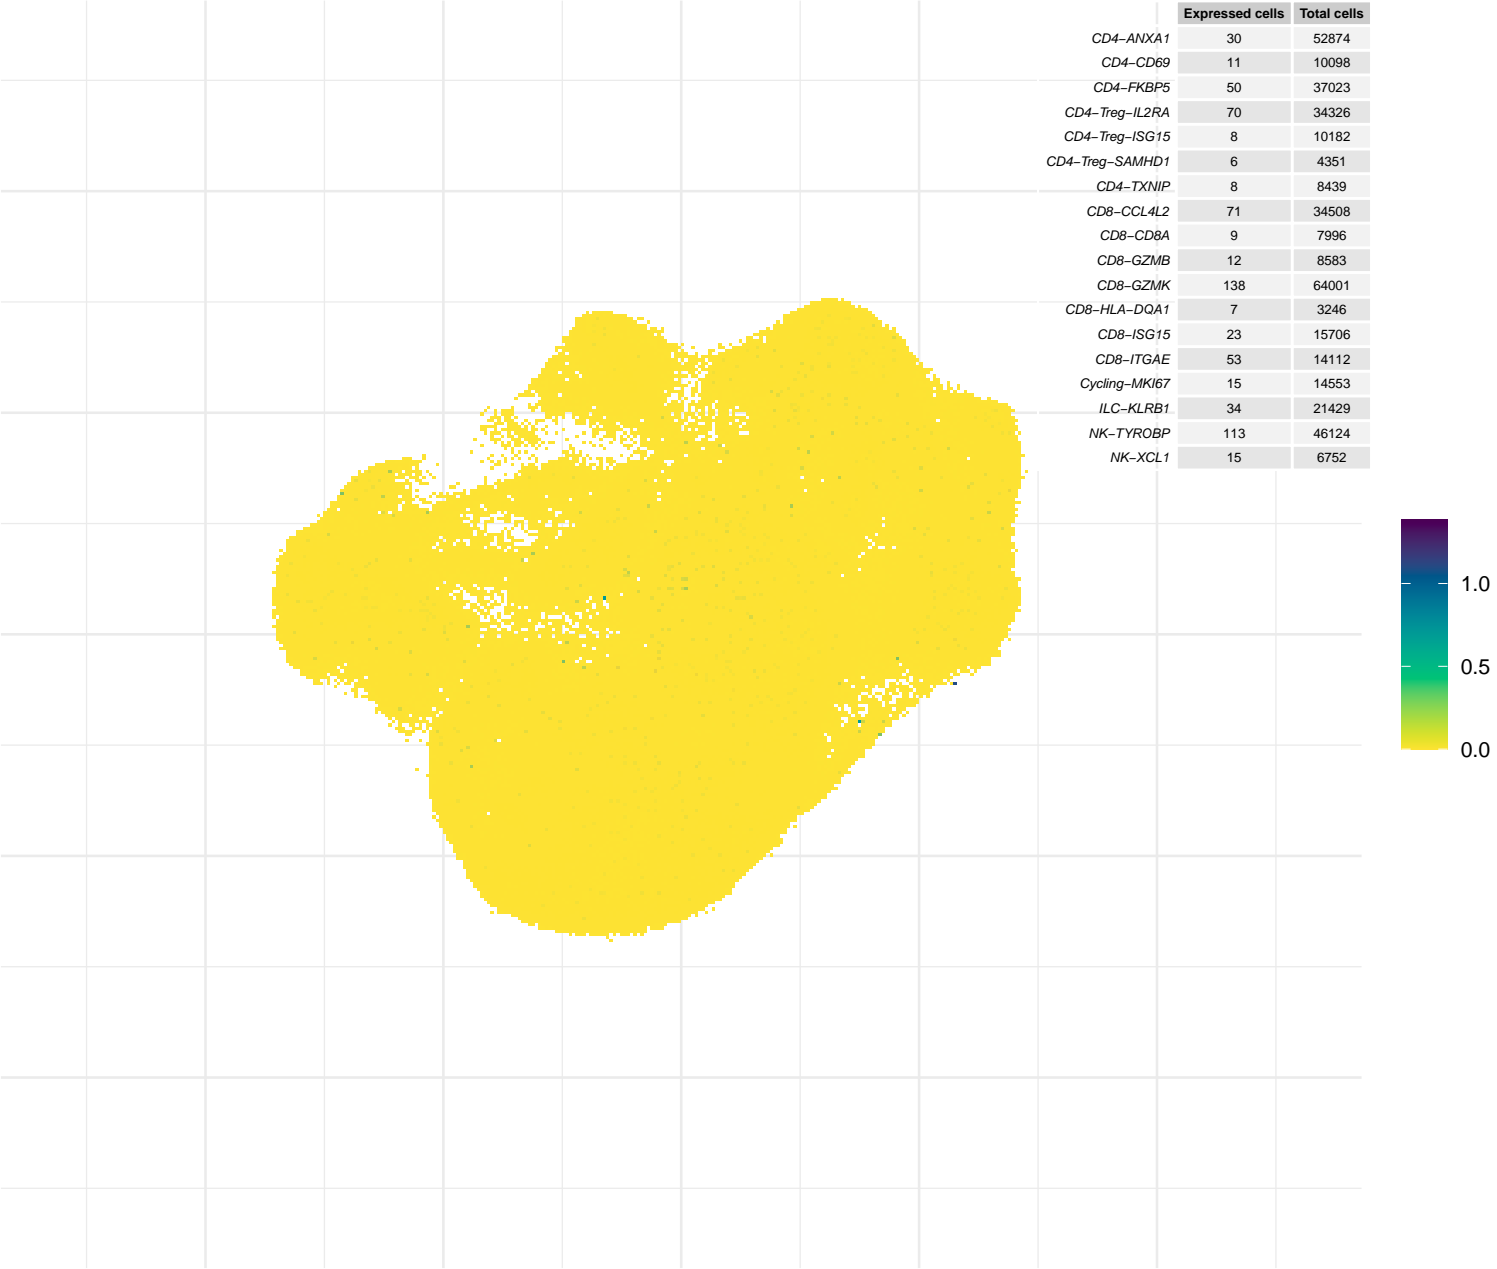 Expressed cells Total cells
CD4−ANXA1 30 52874
CD4−CD69 11 10098
CD4−FKBP5 50 37023
CD4−Treg−IL2RA 70 34326
CD4−Treg−ISG15 8 10182
CD4−Treg−SAMHD1 6 4351
CD4−TXNIP 8 8439
CD8−CCL4L2 71 34508
CD8−CD8A 9 7996
CD8−GZMB 12 8583
CD8−GZMK 138 64001
CD8−HLA−DQA1 7 3246
CD8−ISG15 23 15706
CD8−ITGAE 53 14112
Cycling−MKI67 15 14553
ILC−KLRB1 34 21429
NK−TYROBP 113 46124
NK−XCL1 15 6752
1.0
0.5
0.0